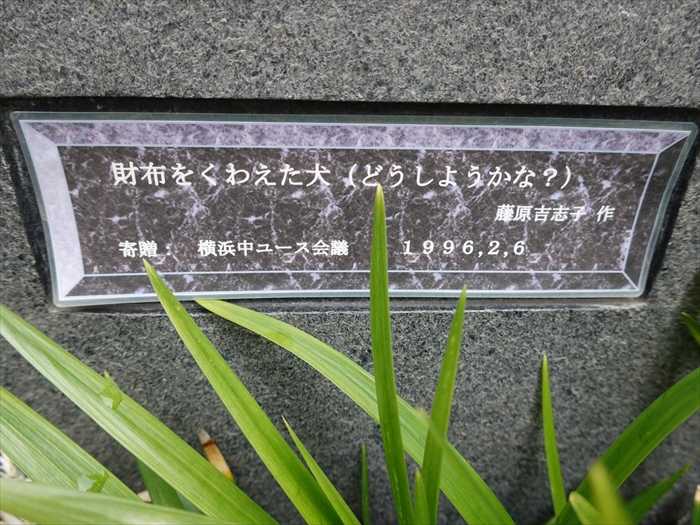 財布をくわえた犬（どうしようかな？）
藤原吉志子 作
寄贈： 横浜中ユース会議 １９９６，２，６